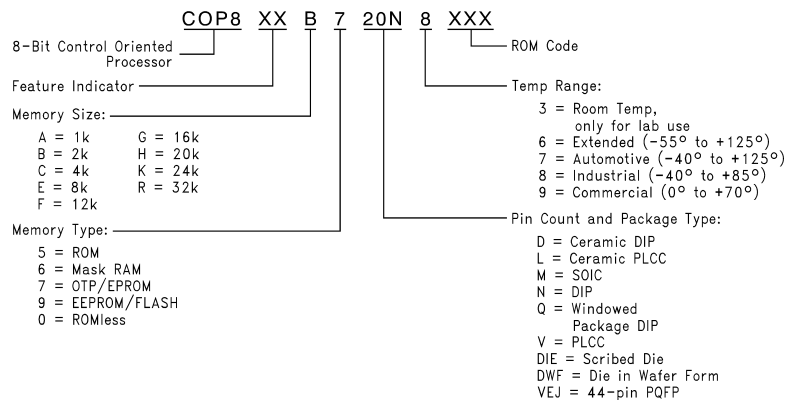 COP8 XX B 7 20N 8 XXX
8-Bit Control Oriented
Processor
Feature Indicator
Memory Size:
A = 1k G = 16k
B = 2k H = 20k
C = 4k K = 24k
E = 8k R = 32k
F = 12k
Memory Type:
5 = ROM
6 = Mask RAM
7 = OTP/EPROM
9 = EEPROM/FLASH
0 = ROMless
ROM Code
Temp Range:
3 = Room Temp,
only for lab use
6 = Extended (-55° to +125°)
7 = Automotive (-40° to +125°)
8 = Industrial (-40° to +85°)
9 = Commercial (0° to +70°)
Pin Count and Package Type:
D = Ceramic DIP
L = Ceramic PLCC
M = SOIC
N = DIP
Q = Windowed
Package DIP
V = PLCC
DIE = Scribed Die
DWF = Die in Wafer Form
VEJ = 44-pin PQFP